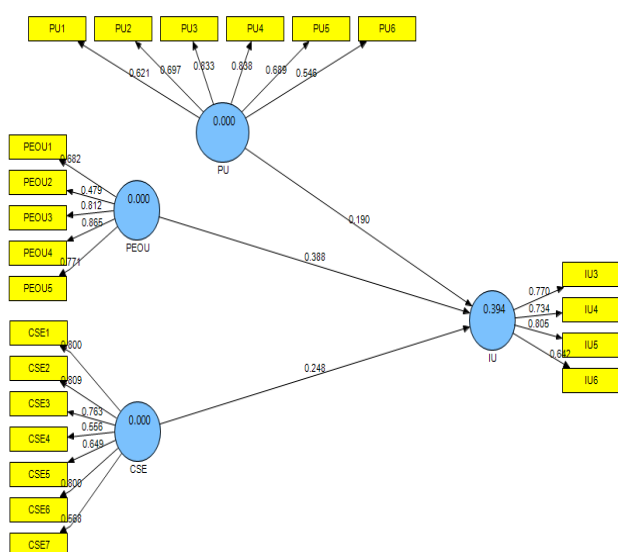 PU1 PU2 PU3 PU4 PU5 PU6
0.621 0.697 0.833 0.838 0.689 0.546
0.000
PU
PEOU1
PEOU2
PEOU3
PEOU4
PEOU5
0.682
0.479
0.812
0.865
0.771
0.000
PEOU
0.190
0.388
0.248
CSE1
CSE2
CSE3
CSE4
CSE5
CSE6
CSE7
0.800
0.809
0.763
0.556
0.649
0.800
0.568
0.000
CSE
0.394
IU
0.770
0.734
0.805
0.642
IU3
IU4
IU5
IU6